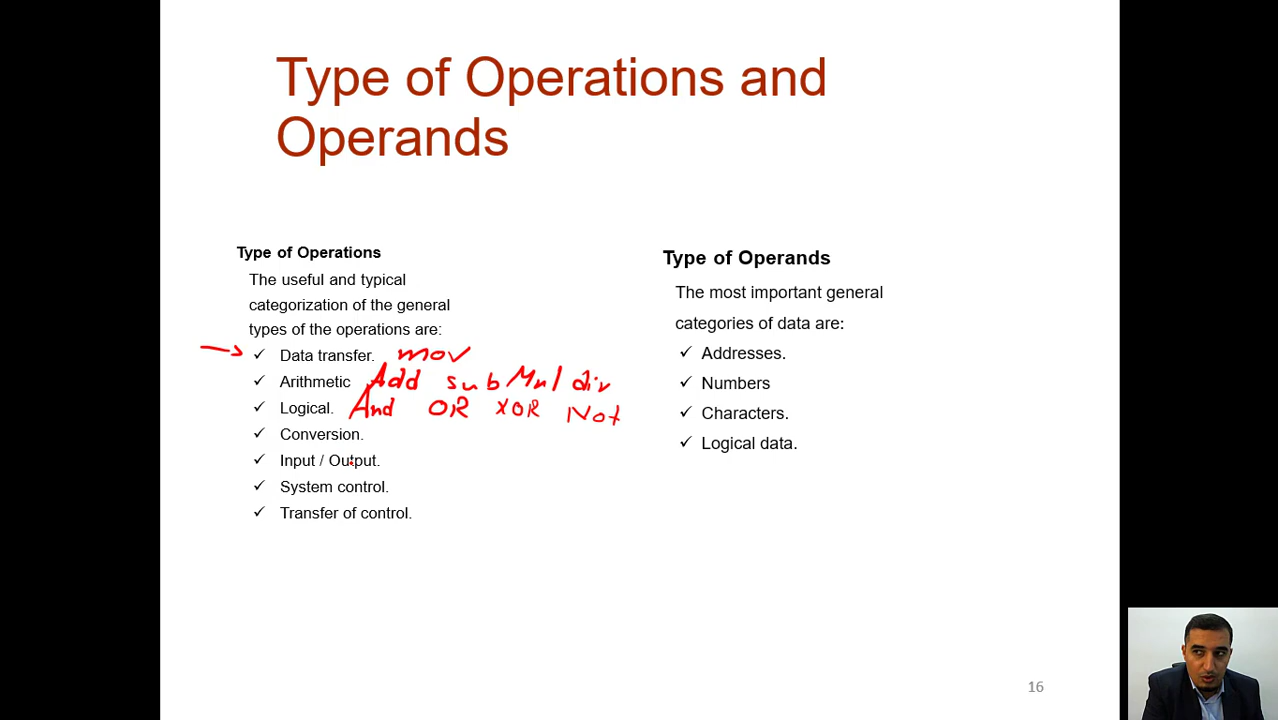 Type of Operations and
Operands
Type of Operations
The useful and typical
categorization of the general
types of the operations are:
✓ Data transfer. mov
✓ Arithmetic Add sub Mul div
✓ Logical. And OR XOR Not
✓ Conversion.
✓ Input / Output.
✓ System control.
✓ Transfer of control.
Type of Operands
The most important general
categories of data are:
✓ Addresses.
✓ Numbers
✓ Characters.
✓ Logical data.
16